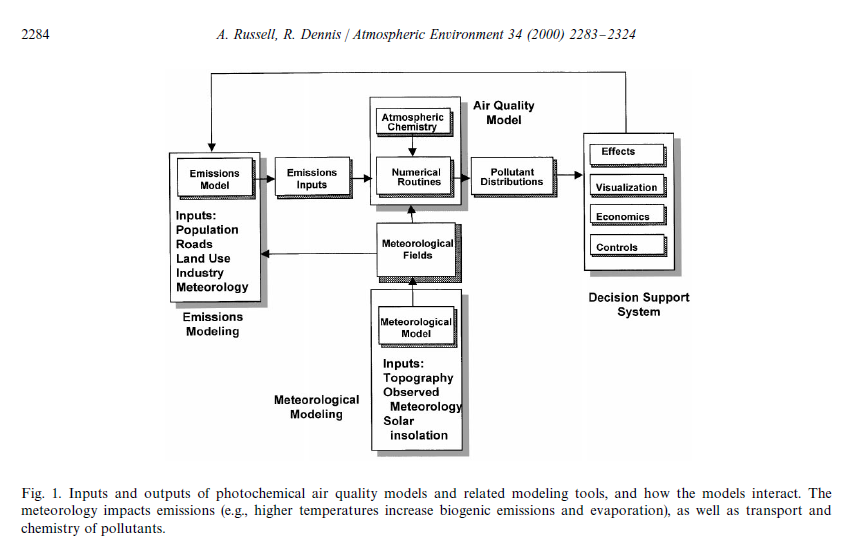 2284
A. Russell, R. Dennis / Atmospheric Environment 34 (2000) 2283–2324
Atmospheric
Chemistry
Air Quality
Model
Emissions
Model
Emissions
Inputs
Numerical
Routines
Pollutant
Distributions
Effects
Visualization
Economics
Controls
Inputs:
Population
Roads
Land Use
Industry
Meteorology
Meteorological
Fields
Emissions
Modeling
Decision Support
System
Meteorological
Model
Inputs:
Topography
Observed
Meteorology
Solar
insolation
Meteorological
Modeling
Fig. 1. Inputs and outputs of photochemical air quality models and related modeling tools, and how the models interact. The
meteorology impacts emissions (e.g., higher temperatures increase biogenic emissions and evaporation), as well as transport and
chemistry of pollutants.